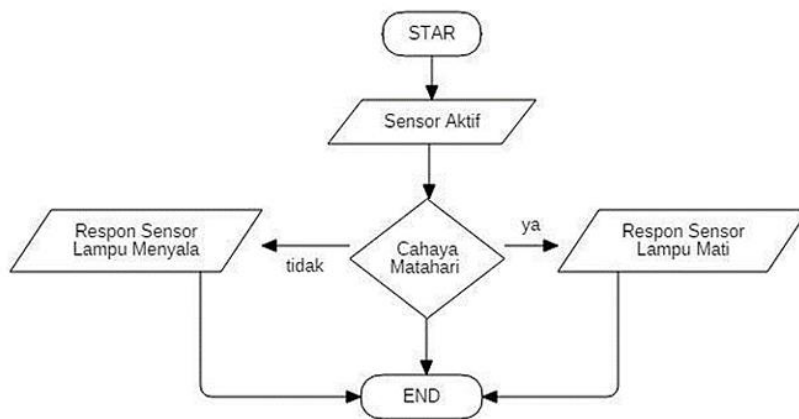 STAR
Sensor Aktif
Respon Sensor
Lampu Menyala
tidak
Cahaya
Matahari
ya
Respon Sensor
Lampu Mati
END